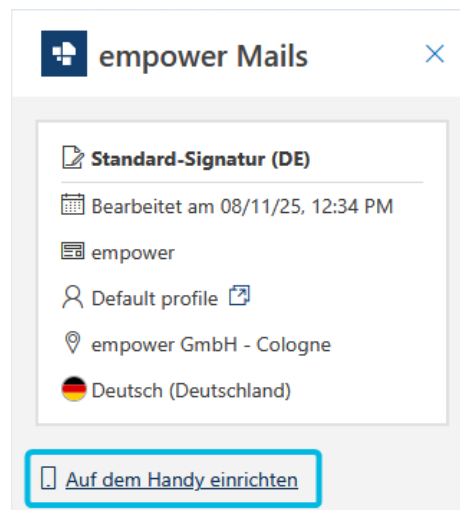 empower Mails
Standard-Signatur (DE)
Bearbeitet am 08/11/25, 12:34 PM
empower
Default profile
empower GmbH - Cologne
Deutsch (Deutschland)
Auf dem Handy einrichten